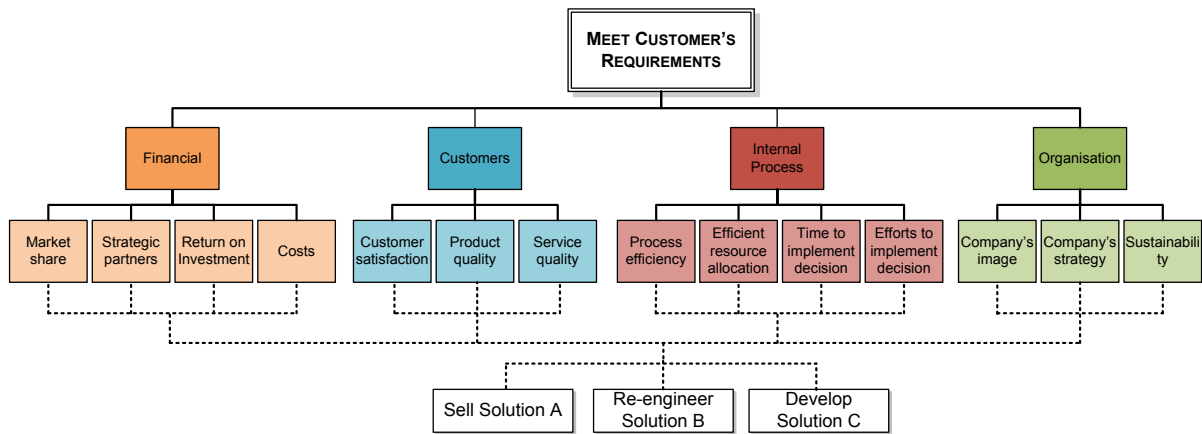 MEET CUSTOMER'S
REQUIREMENTS
Financial
Customers
Internal
Process
Organisation
Market
share
Strategic
partners
Return on
Investment
Costs
Customer
satisfaction
Product
quality
Service
quality
Process
efficiency
Efficient
resource
allocation
Time to
implement
decision
Efforts to
implement
decision
Company's
image
Company's
strategy
Sustainabili
ty
Sell Solution A
Re-engineer
Solution B
Develop
Solution C